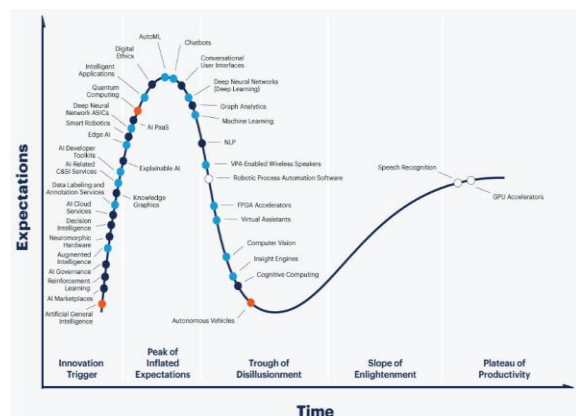 AutoML
Chatbots
Digital
Ethics
Conversational
User Interfaces
Intelligent
Applications
Deep Neural Networks
(Deep Learning)
Quantum
Computing
Graph Analytics
Deep Neural
Network ASICs
Machine Learning
Smart Robotics
AI PaaS
Edge AI
NLP
AI Developer
Toolkits
Explainable AI
VPA-Enabled Wireless Speakers
AI-Related
C&SI Services
Robotic Process Automation Software
Speech Recognition
Data Labeling and
Annotation Services
Knowledge
Graphics
GPU Accelerators
AI Cloud
Services
FPGA Accelerators
Decision
Intelligence
Virtual Assistants
Neuromorphic
Hardware
Augmented
Intelligence
Computer Vision
AI Governance
Insight Engines
Reinforcement
Learning
Cognitive Computing
AI Marketplaces
Artificial General
Intelligence
Autonomous Vehicles
Expectations
Innovation
Trigger
Peak of
Inflated
Expectations
Trough of
Disillusionment
Slope of
Enlightenment
Plateau of
Productivity
Time